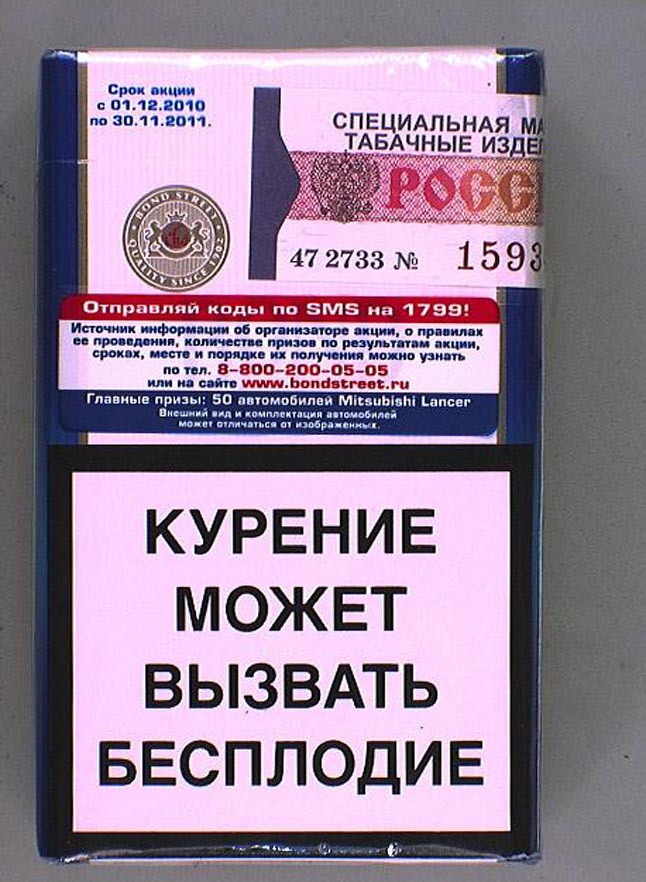 Срок акции
с 01.12.2010
по 30.11.2011.
СПЕЦИАЛЬНАЯ МА
ТАБАЧНЫЕ ИЗДЕЛ
РОССИ
47 2733 № 1593
BOND STREET
QUALITY SINCE 1902
Отправляй коды по SMS на 1799!
Источник информации об организаторе акции, о правилах
ее проведения, количестве призов по результатам акции,
сроках, месте и порядке их получения можно узнать
по тел. 8-800-200-05-05
или на сайте www.bondstreet.ru
Главные призы: 50 автомобилей Mitsubishi Lancer
Внешний вид и комплектация автомобилей
может отличаться от изображенных.
КУРЕНИЕ
МОЖЕТ
ВЫЗВАТЬ
БЕСПЛОДИЕ